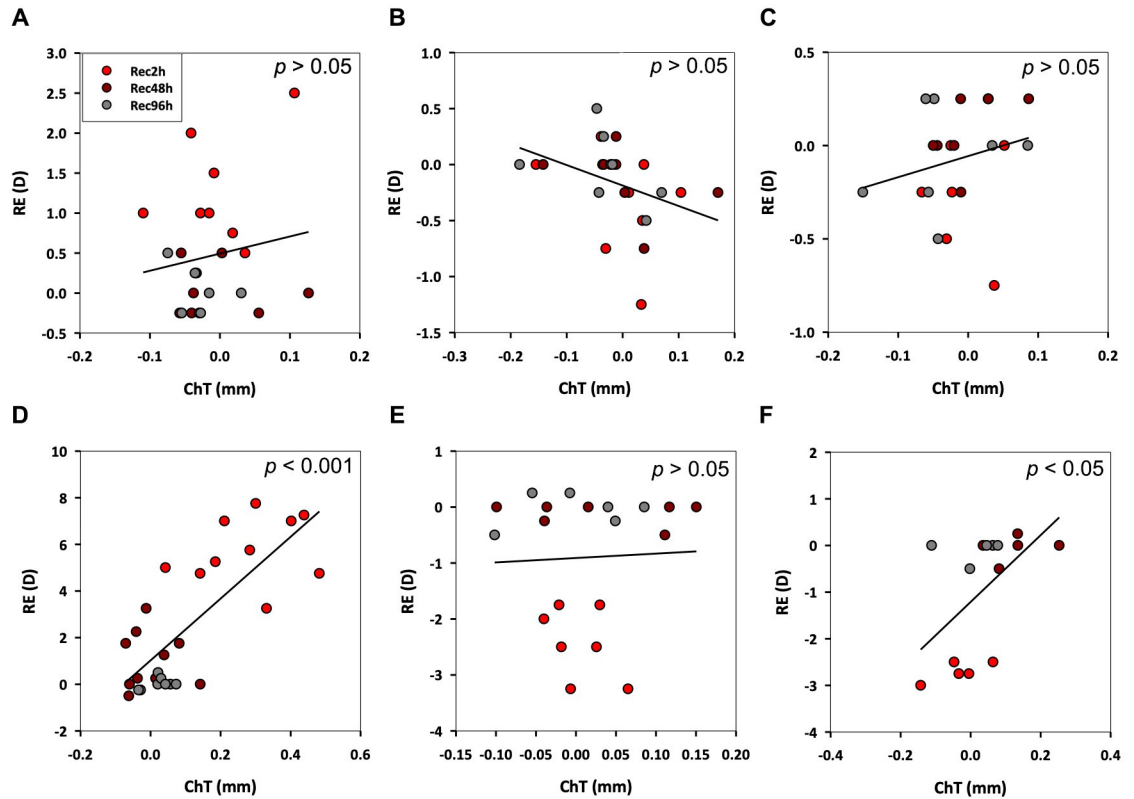 A
3.0
2.5
2.0
1.5
1.0
0.5
0.0
-0.5
RE (D)
Rec2h
Rec48h
Rec96h
p > 0.05
-0.2 -0.1 0.0 0.1 0.2
ChT (mm)
B
1.0
0.5
0.0
-0.5
-1.0
-1.5
RE (D)
p > 0.05
-0.3 -0.2 -0.1 0.0 0.1 0.2
ChT (mm)
C
0.5
0.0
-0.5
-1.0
RE (D)
p > 0.05
-0.2 -0.1 0.0 0.1 0.2
ChT (mm)
D
10
8
6
4
2
0
-2
RE (D)
p < 0.001
-0.2 0.0 0.2 0.4 0.6
ChT (mm)
E
1
0
-1
-2
-3
-4
RE (D)
p > 0.05
-0.15 -0.10 -0.05 0.00 0.05 0.10 0.15 0.20
ChT (mm)
F
2
1
0
-1
-2
-3
-4
RE (D)
p < 0.05
-0.4 -0.2 0.0 0.2 0.4
ChT (mm)